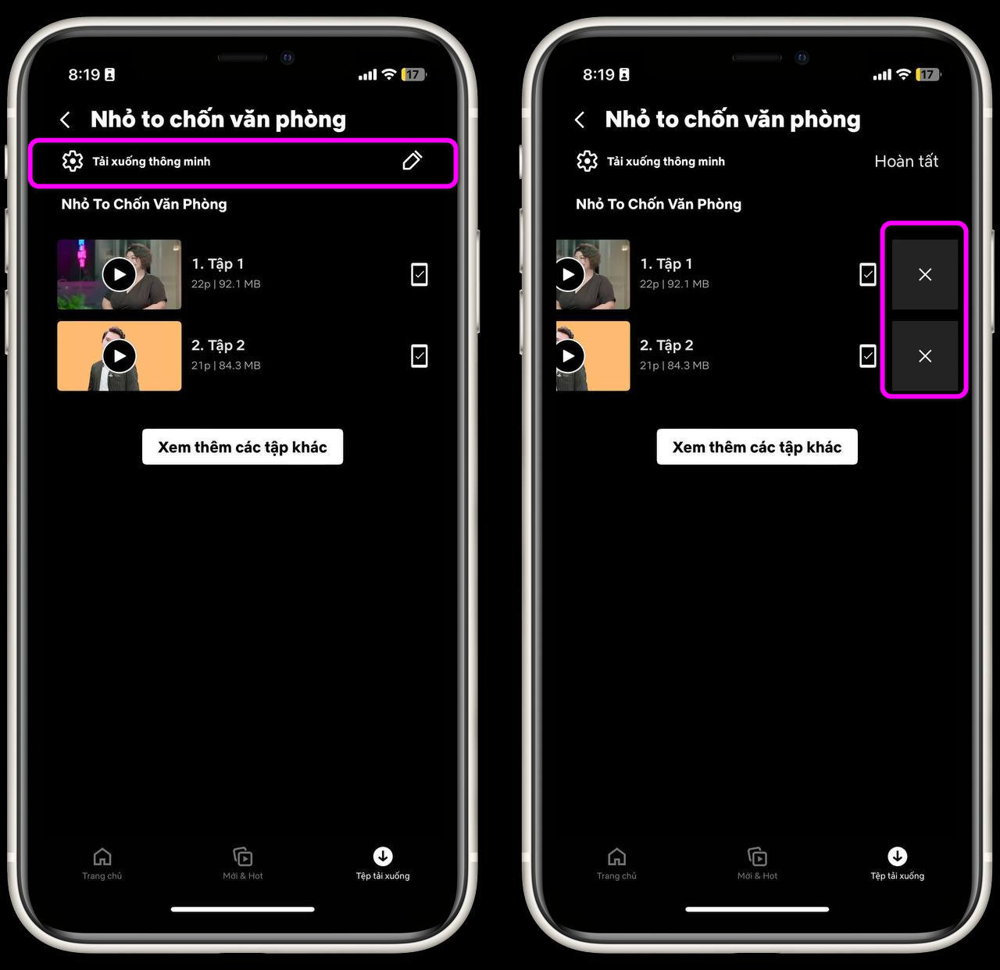 8:19
17
Nhỏ to chốn văn phòng
Tải xuống thông minh
Nhỏ To Chốn Văn Phòng
1. Tập 1
22p | 92.1 MB
2. Tập 2
21p | 84.3 MB
Xem thêm các tập khác
Trang chủ
Mới & Hot
Tệp tải xuống
8:19
17
Nhỏ to chốn văn phòng
Tải xuống thông minh
Hoàn tất
Nhỏ To Chốn Văn Phòng
1. Tập 1
22p | 92.1 MB
2. Tập 2
21p | 84.3 MB
Xem thêm các tập khác
Trang chủ
Mới & Hot
Tệp tải xuống